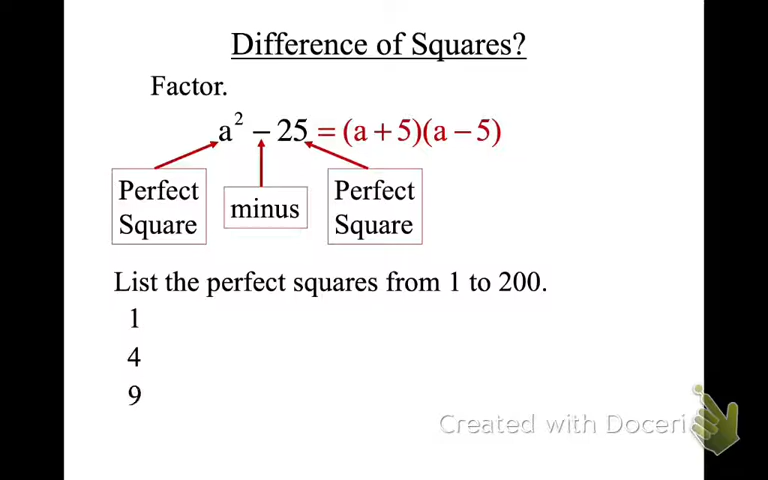 Difference of Squares?
Factor.
a² − 25 = (a + 5)(a − 5)
Perfect Square
minus
Perfect Square
List the perfect squares from 1 to 200.
1
4
9
Created with Doceri